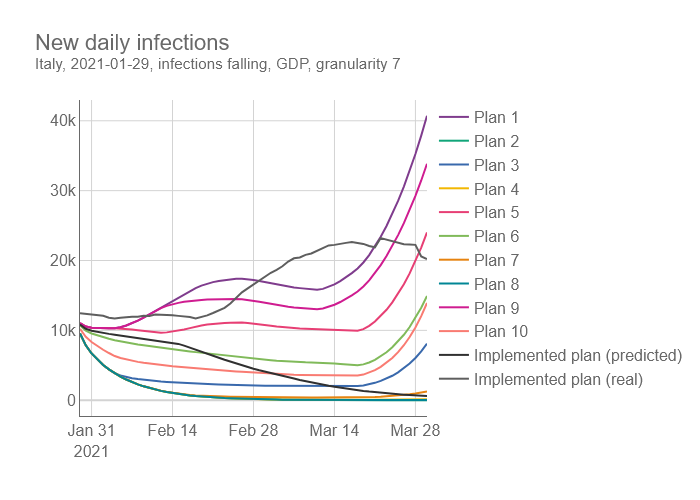 New daily infections
Italy, 2021-01-29, infections falling, GDP, granularity 7
40k
30k
20k
10k
0
Jan 31
2021
Feb 14
Feb 28
Mar 14
Mar 28
Plan 1
Plan 2
Plan 3
Plan 4
Plan 5
Plan 6
Plan 7
Plan 8
Plan 9
Plan 10
Implemented plan (predicted)
Implemented plan (real)